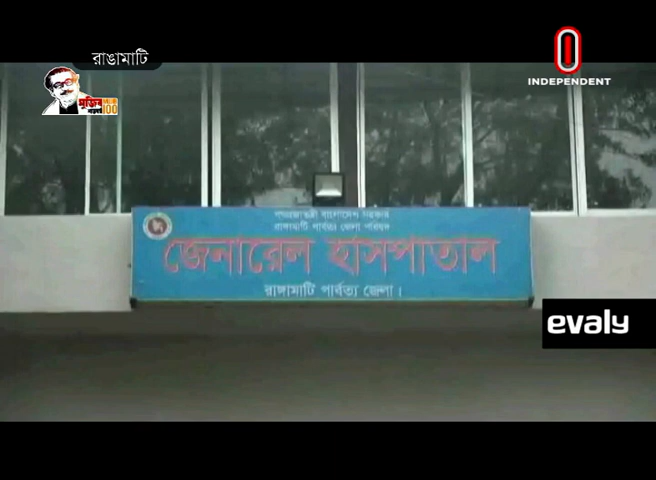 রাঙামাটি
INDEPENDENT
মুজিব
100
গণপ্রজাতন্ত্রী বাংলাদেশ সরকার
রাঙ্গামাটি পার্বত্য জেলা পরিষদ
জেনারেল হাসপাতাল
রাঙ্গামাটি পার্বত্য জেলা।
evaly